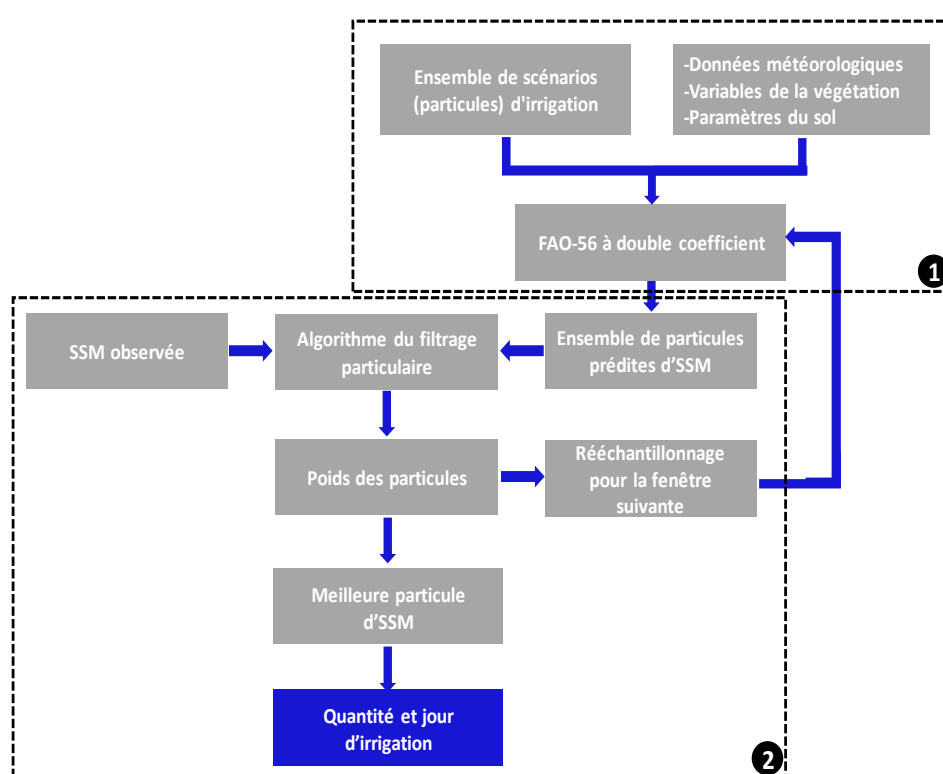 Ensemble de scénarios
(particules) d'irrigation
-Données météorologiques
-Variables de la végétation
-Paramètres du sol
FAO-56 à double coefficient
1
SSM observée
Algorithme du filtrage
particulaire
Ensemble de particules
prédites d’SSM
Poids des particules
Rééchantillonnage
pour la fenêtre
suivante
Meilleure particule
d’SSM
Quantité et jour
d’irrigation
2